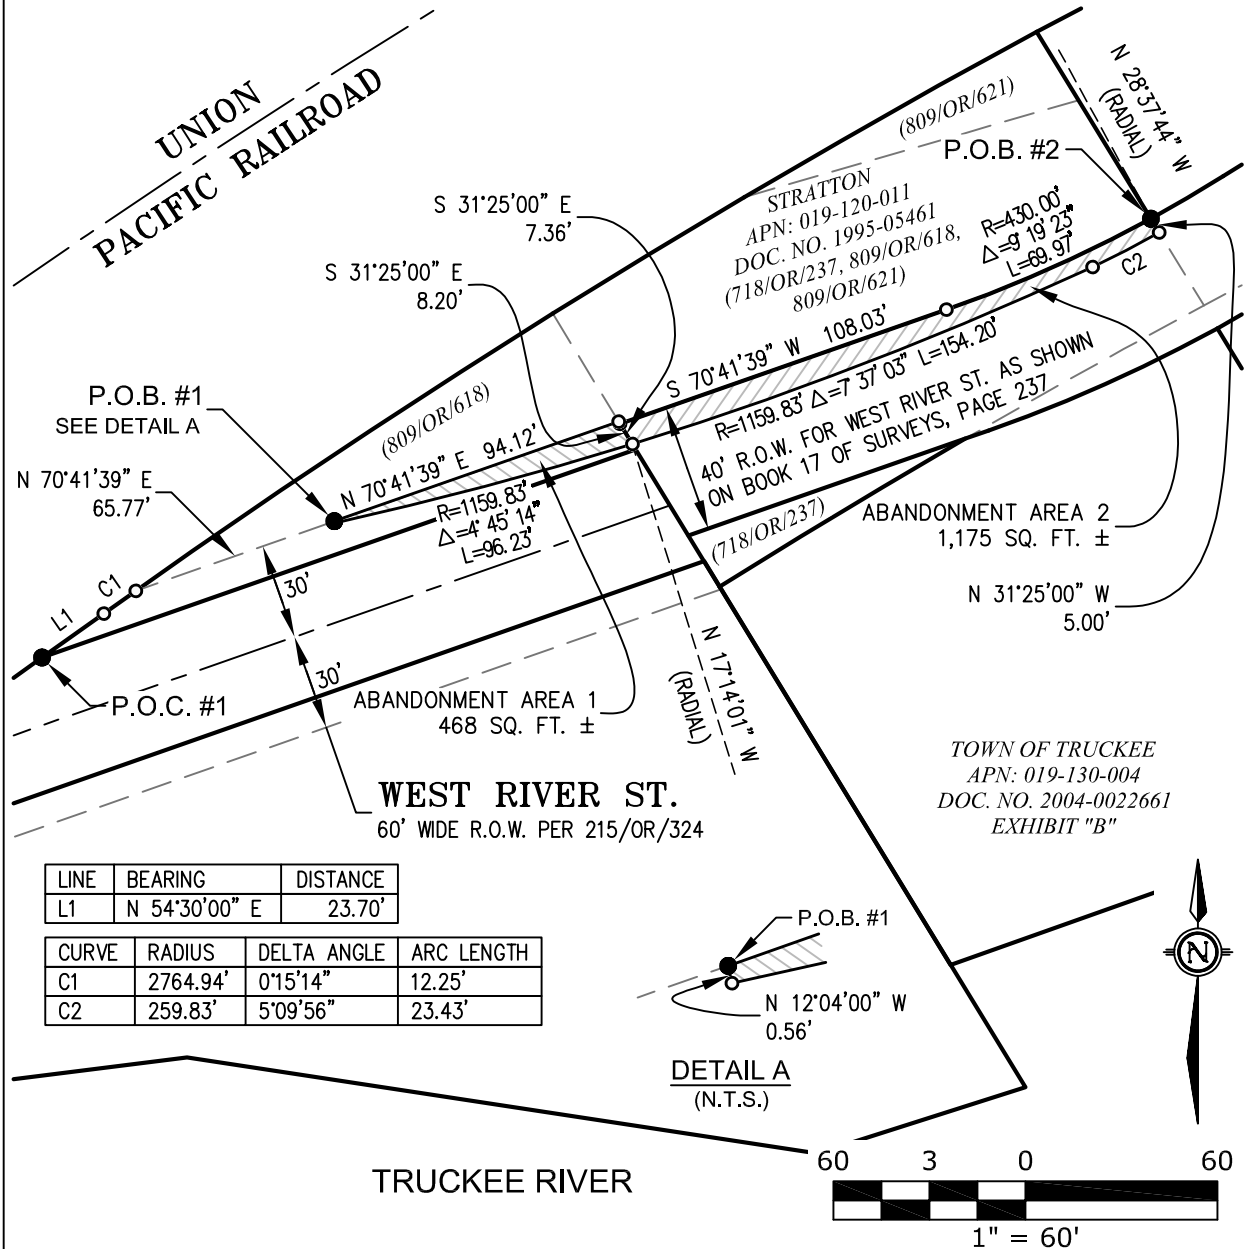 UNION
PACIFIC RAILROAD
N 28°37'44" W
(RADIAL)
(809/OR/621)
P.O.B. #2
STRATTON
APN: 019-120-011
DOC. NO. 1995-05461
(718/OR/237, 809/OR/618,
809/OR/621)
R=430.00'
Δ=9°19'23"
L=69.97'
C2
S 31°25'00" E
7.36'
S 31°25'00" E
8.20'
S 70°41'39" W 108.03'
R=1159.83' Δ=7°37'03" L=154.20'
40' R.O.W. FOR WEST RIVER ST. AS SHOWN
ON BOOK 17 OF SURVEYS, PAGE 237
P.O.B. #1
SEE DETAIL A
(809/OR/618)
N 70°41'39" E 94.12'
R=1159.83'
Δ=4°45'14"
L=96.23'
N 70°41'39" E
65.77'
(718/OR/237)
ABANDONMENT AREA 2
1,175 SQ. FT. ±
N 31°25'00" W
5.00'
C1
L1
30'
30'
P.O.C. #1
ABANDONMENT AREA 1
468 SQ. FT. ±
N 17°14'01" W
(RADIAL)
WEST RIVER ST.
60' WIDE R.O.W. PER 215/OR/324
TOWN OF TRUCKEE
APN: 019-130-004
DOC. NO. 2004-0022661
EXHIBIT "B"
LINE BEARING DISTANCE
L1 N 54°30'00" E 23.70'
CURVE RADIUS DELTA ANGLE ARC LENGTH
C1 2764.94' 0°15'14" 12.25'
C2 259.83' 5°09'56" 23.43'
P.O.B. #1
N 12°04'00" W
0.56'
DETAIL A
(N.T.S.)
N
TRUCKEE RIVER
60 3 0 60
1" = 60'